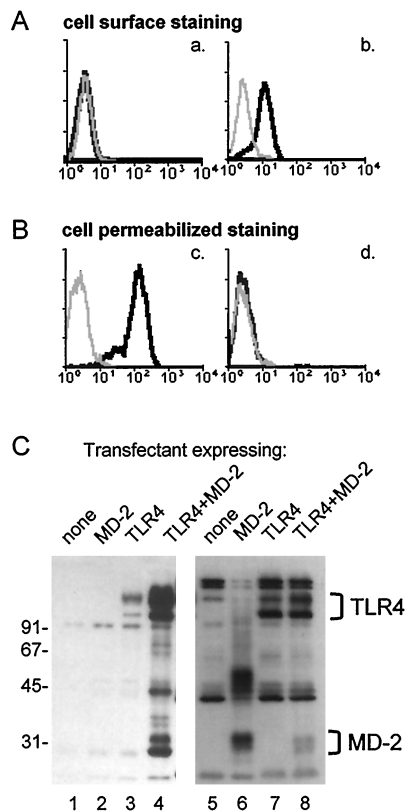 A cell surface staining
a. b.
10⁰ 10¹ 10² 10³ 10⁴ 10⁰ 10¹ 10² 10³ 10⁴
B cell permeabilized staining
c. d.
10⁰ 10¹ 10² 10³ 10⁴ 10⁰ 10¹ 10² 10³ 10⁴
C Transfectant expressing:
none MD-2 TLR4 TLR4+MD-2 none MD-2 TLR4 TLR4+MD-2
TLR4
91-
67-
45-
31-
MD-2
1 2 3 4 5 6 7 8